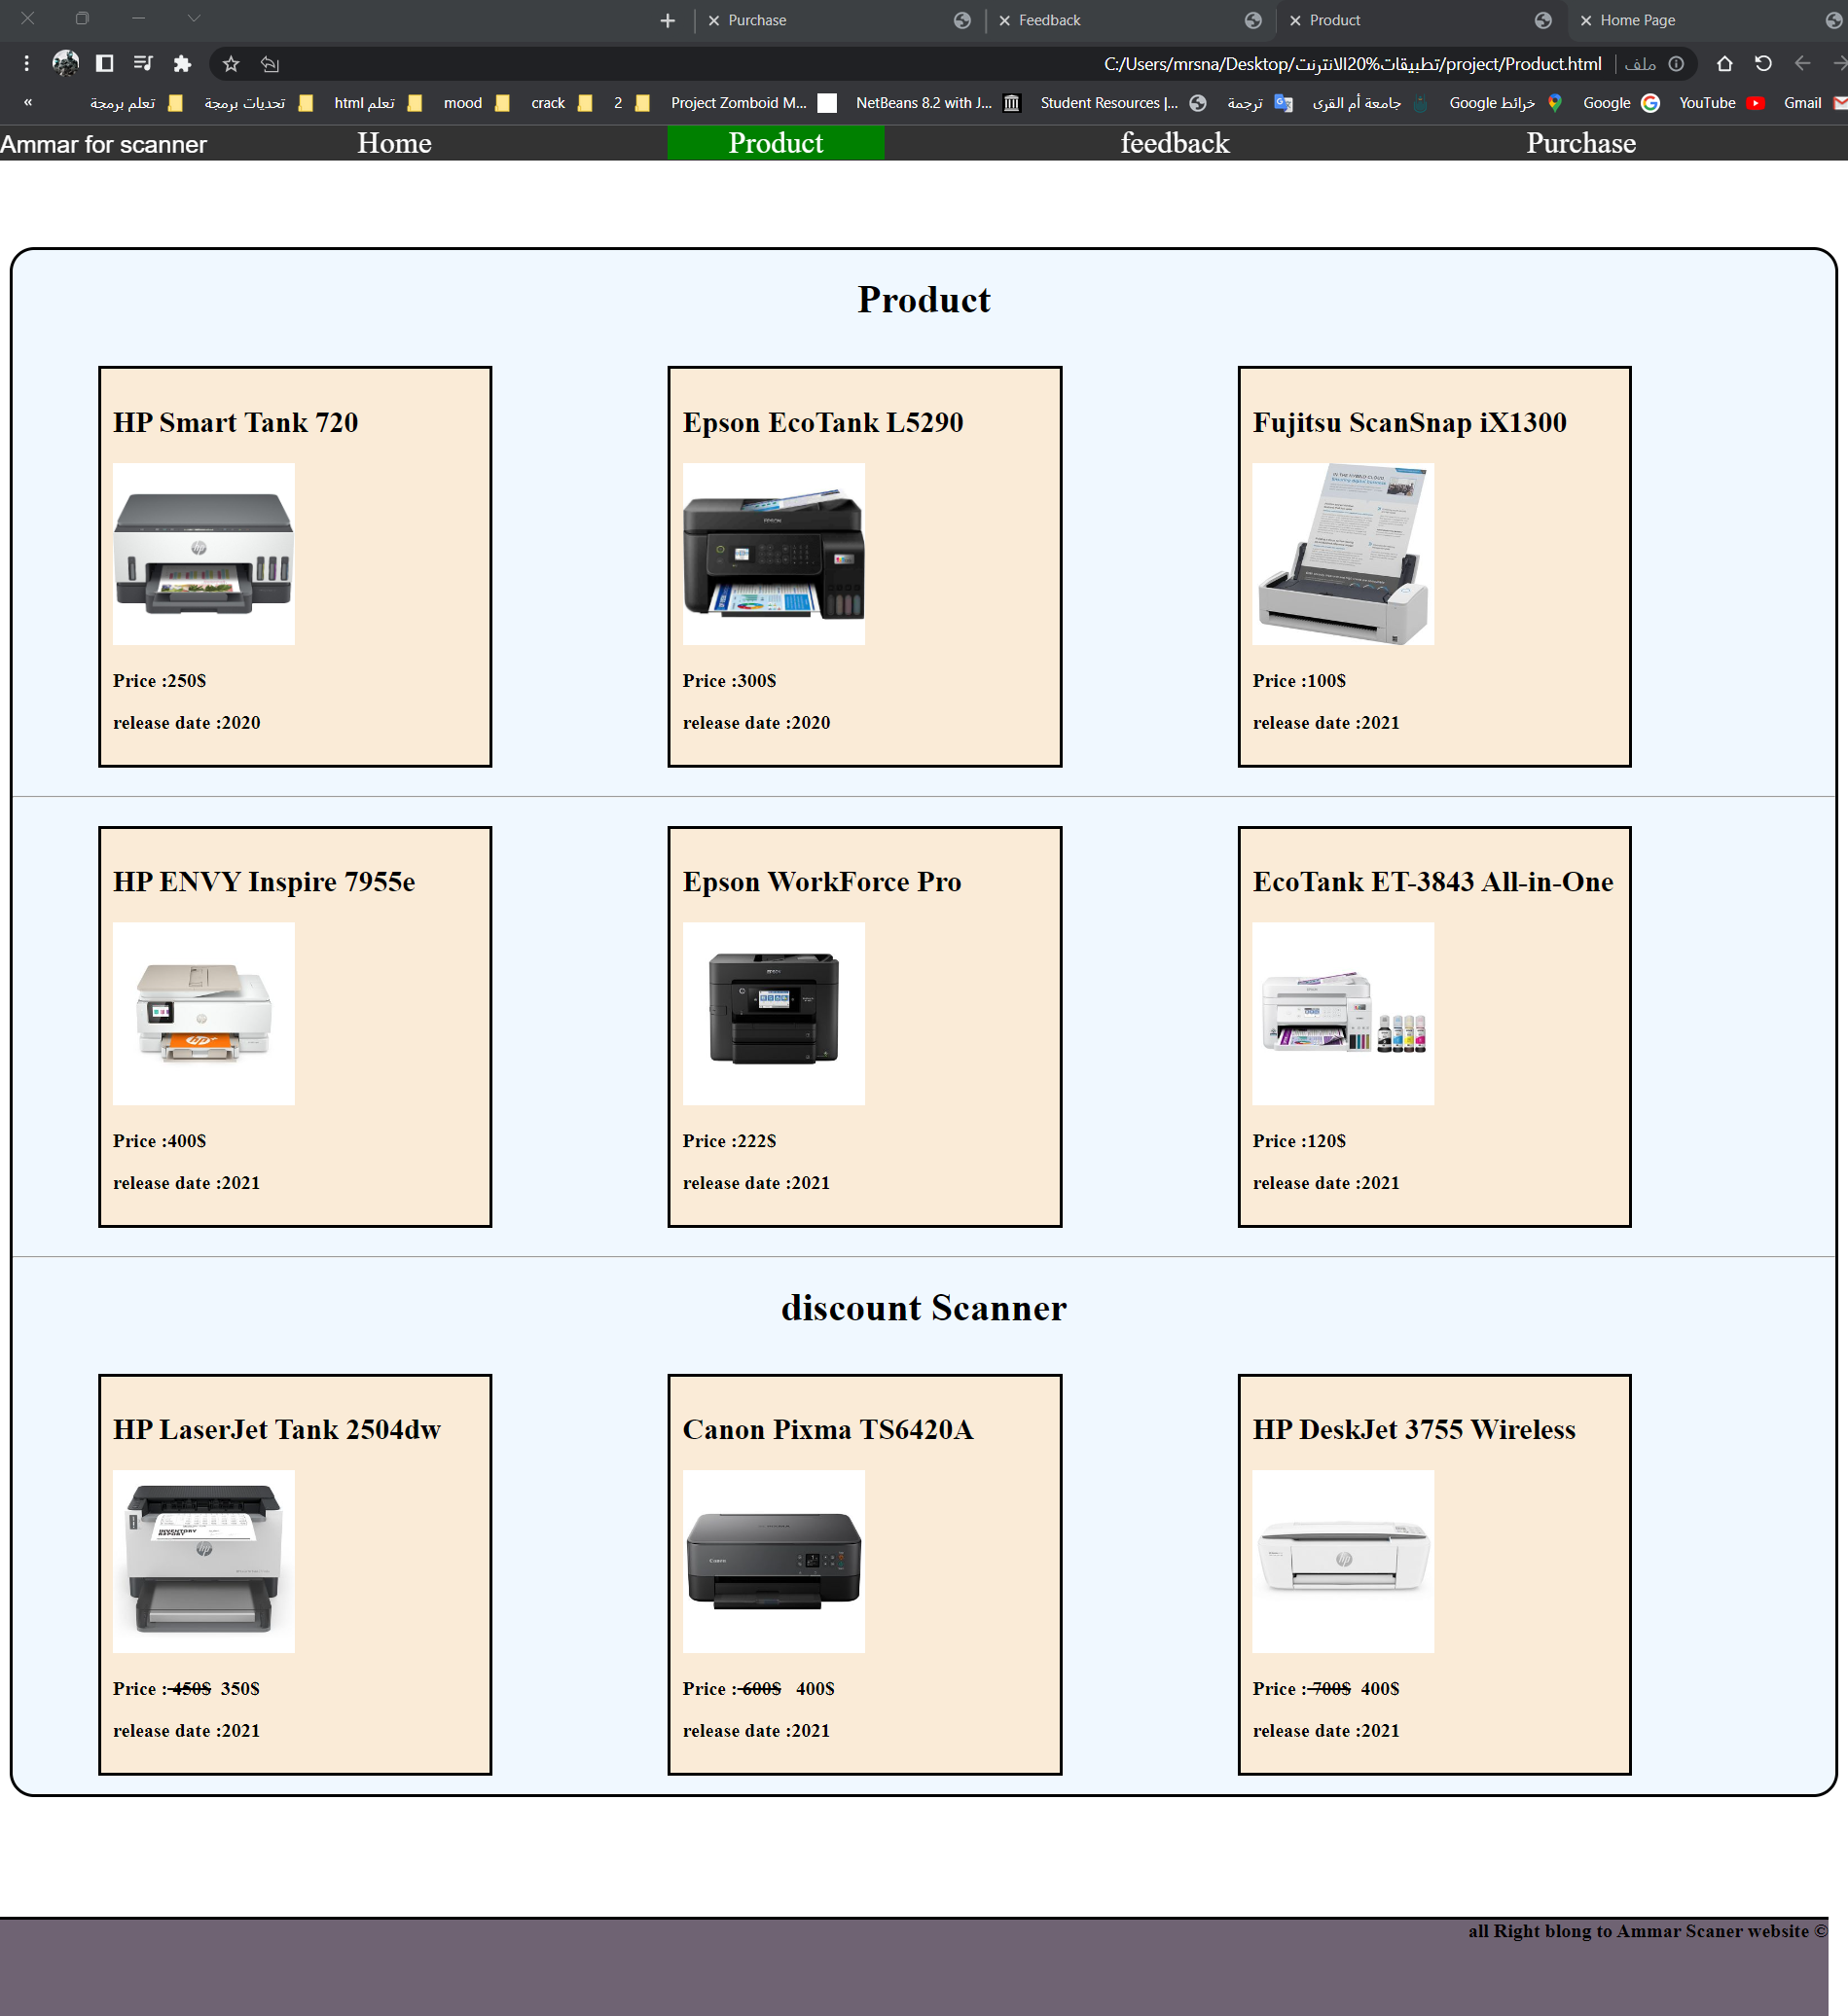 Purchase
Feedback
Product
Home Page
C:/Users/mrsna/Desktop/تطبيقات%20الانترنت/project/Product.html
ملف
»
تعلم برمجة
تحديات برمجة
تعلم html
mood
crack
2
Project Zomboid M...
NetBeans 8.2 with J...
Student Resources |...
ترجمة
جامعة أم القرى
خرائط Google
Google
YouTube
Gmail
Ammar for scanner
Home
Product
feedback
Purchase
Product
HP Smart Tank 720
Epson EcoTank L5290
Fujitsu ScanSnap iX1300
Price :250$
Price :300$
Price :100$
release date :2020
release date :2020
release date :2021
HP ENVY Inspire 7955e
Epson WorkForce Pro
EcoTank ET-3843 All-in-One
Price :400$
Price :222$
Price :120$
release date :2021
release date :2021
release date :2021
discount Scanner
HP LaserJet Tank 2504dw
Canon Pixma TS6420A
HP DeskJet 3755 Wireless
INVENTORY
REPORT
Canon
Price : 450$ 350$
Price : 600$ 400$
Price : 700$ 400$
release date :2021
release date :2021
release date :2021
all Right blong to Ammar Scaner website ©